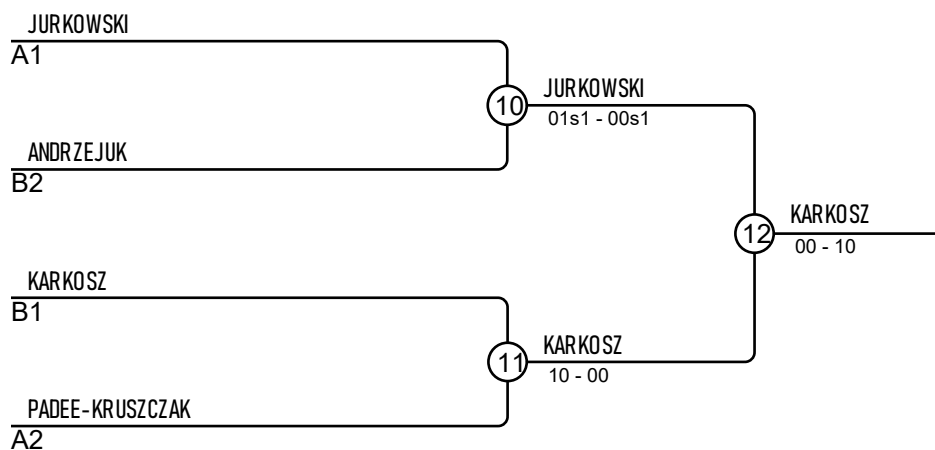 JURKOWSKI
A1
10
JURKOWSKI
01s1 - 00s1
ANDRZEJUK
B2
12
KARKOSZ
00 - 10
KARKOSZ
B1
11
KARKOSZ
10 - 00
PADEE-KRUSZCZAK
A2